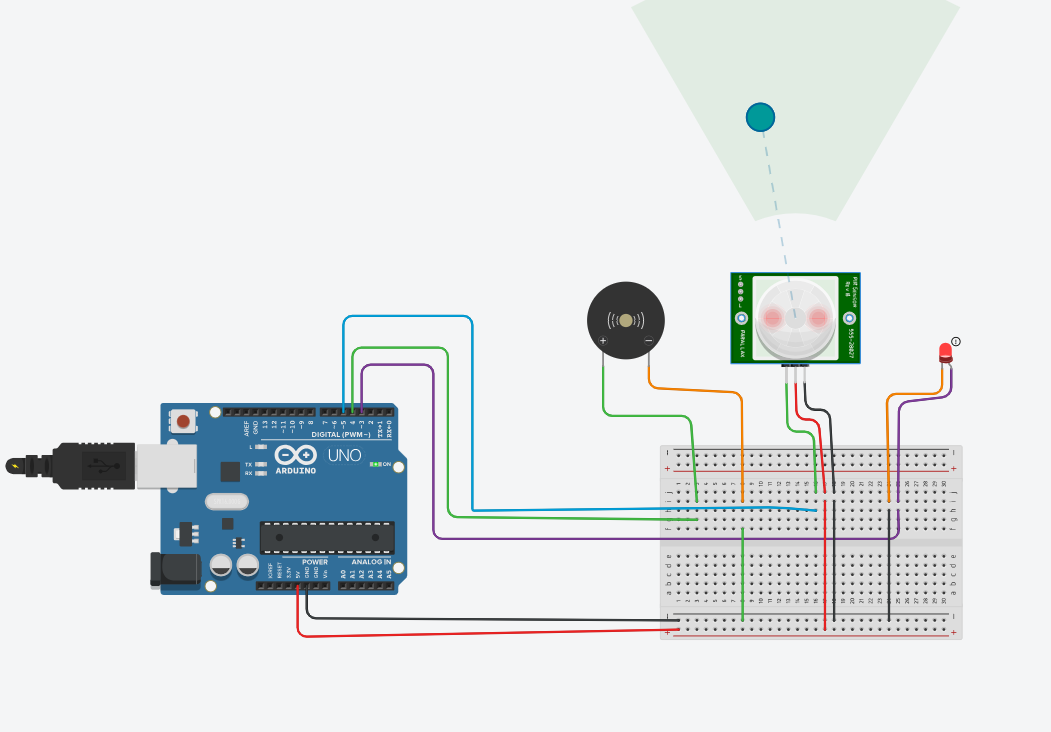 S
L
PIR Sensor
Rev B
PARALLAX
555-28027
+
−
AREF
GND
13
12
~11
~10
~9
8
7
~6
~5
4
~3
2
TX→1
RX←0
DIGITAL (PWM~)
L
TX
RX
ARDUINO
UNO
ON
POWER
ANALOG IN
IOREF
RESET
3.3V
5V
GND
GND
Vin
A0
A1
A2
A3
A4
A5
j
i
h
g
f
e
d
c
b
a